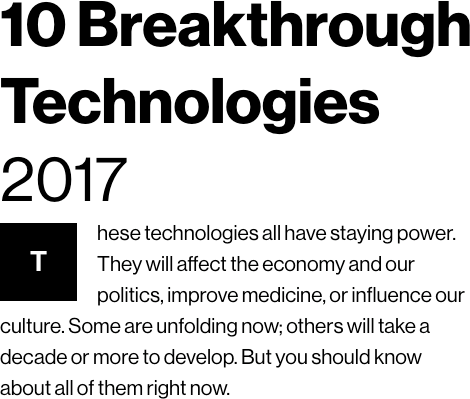 10 Breakthrough
Technologies
2017
These technologies all have staying power.
They will affect the economy and our
politics, improve medicine, or influence our
culture. Some are unfolding now; others will take a
decade or more to develop. But you should know
about all of them right now.